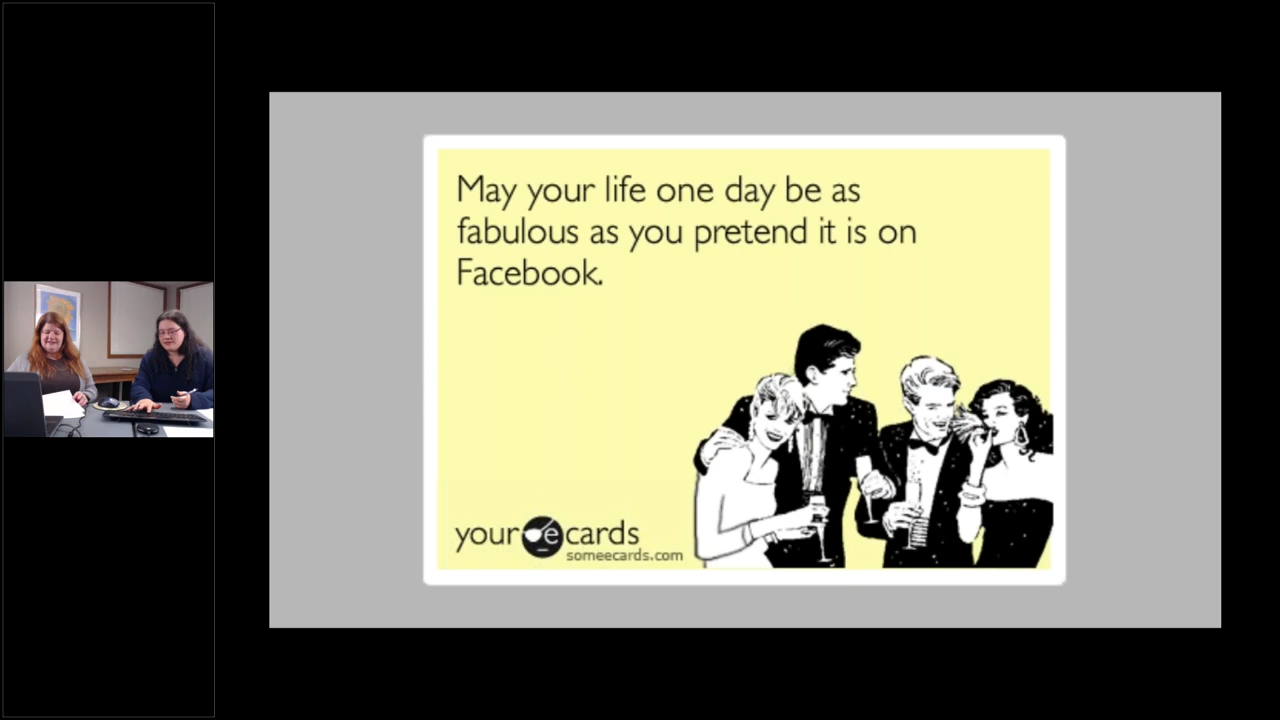 May your life one day be as
fabulous as you pretend it is on
Facebook.
your e cards
someecards.com